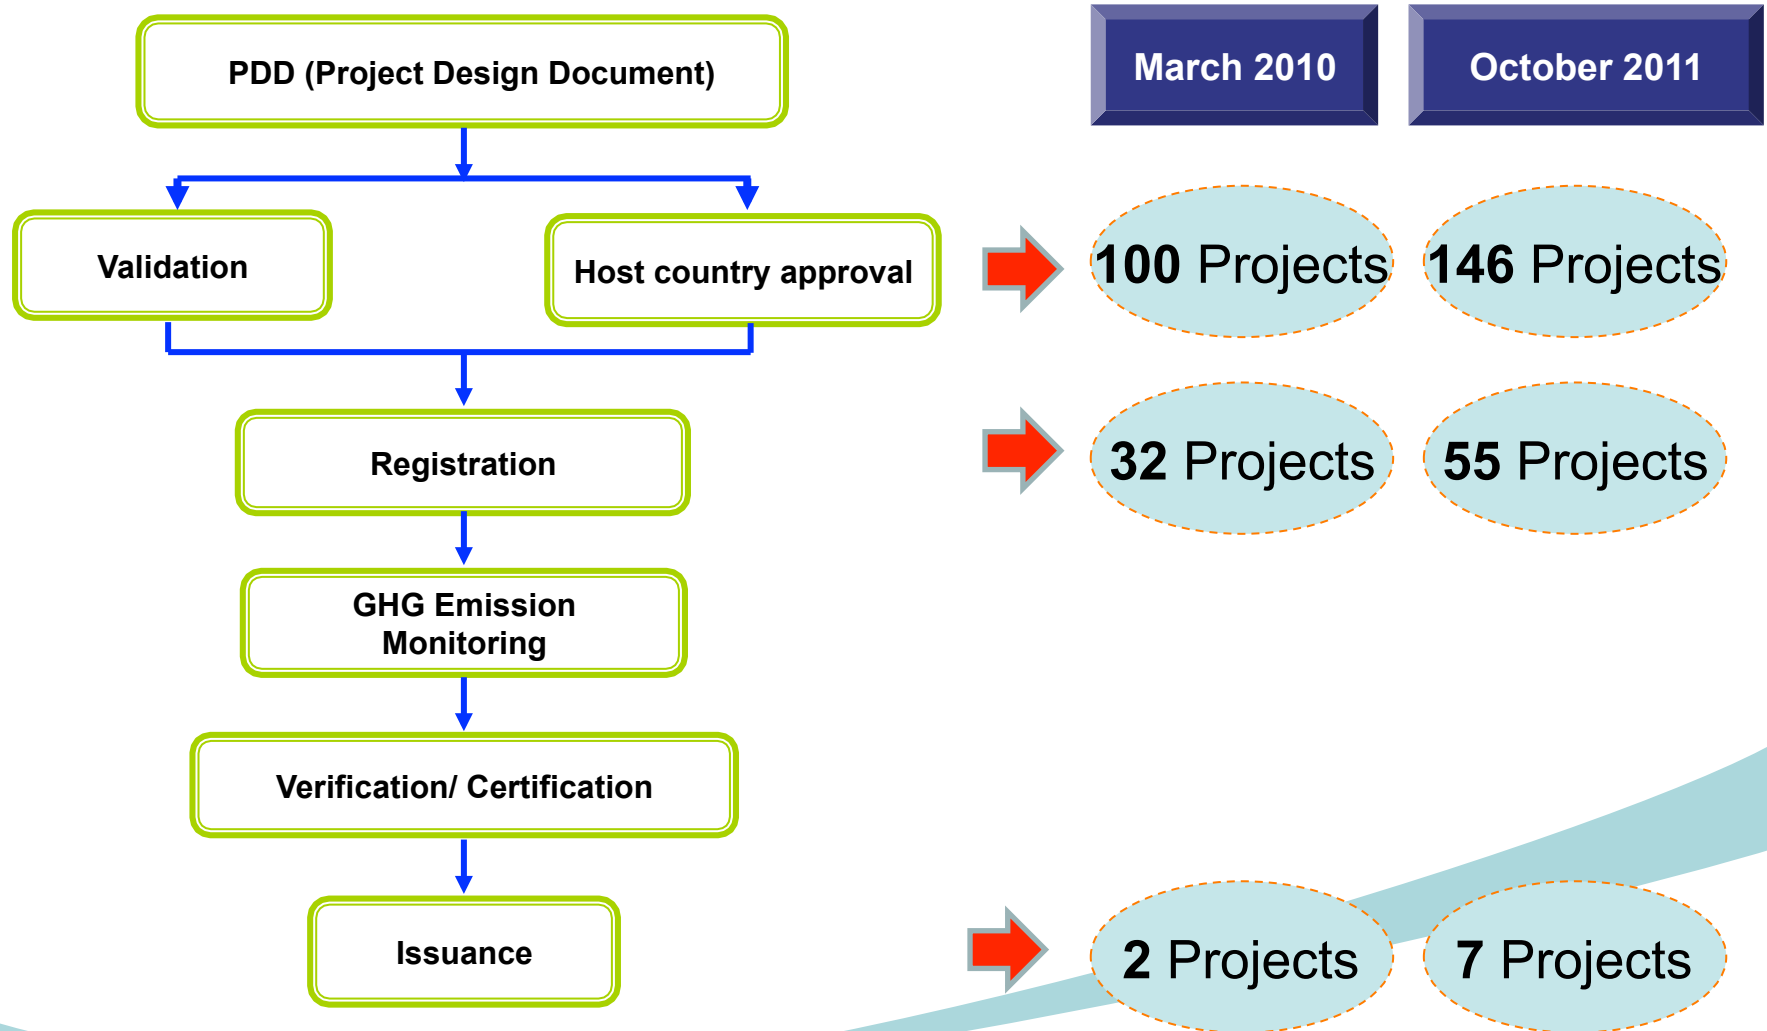 PDD (Project Design Document)
March 2010
October 2011
Validation
Host country approval
100 Projects
146 Projects
Registration
32 Projects
55 Projects
GHG Emission
Monitoring
Verification/ Certification
Issuance
2 Projects
7 Projects